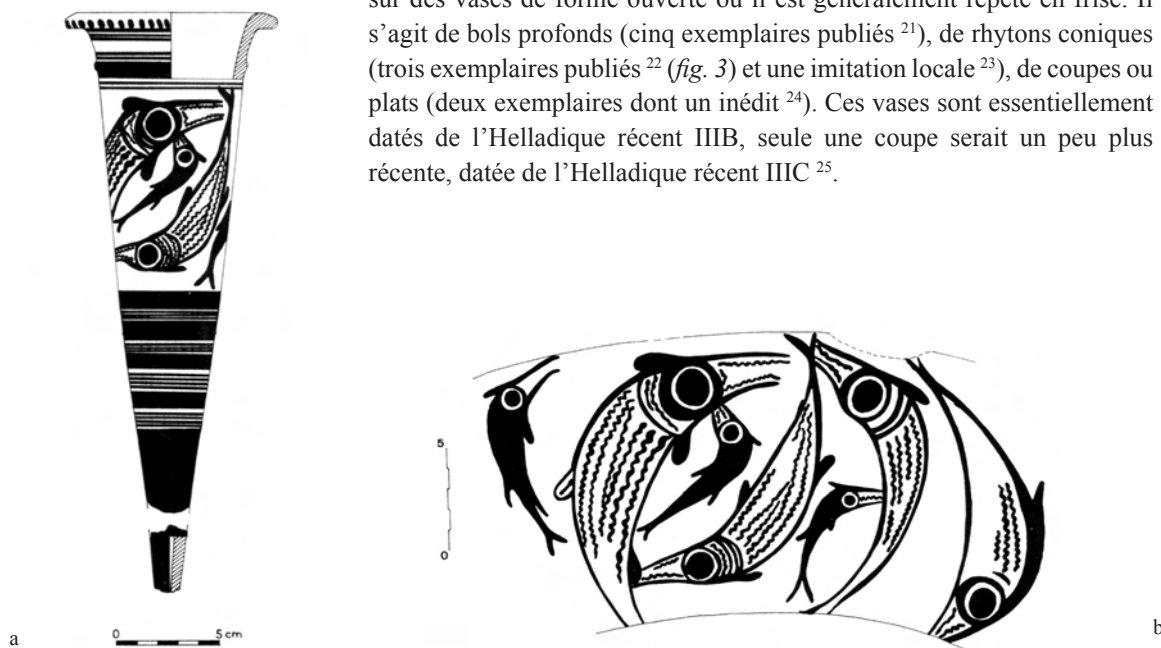 sur des vases de forme ouverte où il est généralement répété en frise. Il
s’agit de bols profonds (cinq exemplaires publiés 21), de rhytons coniques
(trois exemplaires publiés 22 (fig. 3) et une imitation locale 23), de coupes ou
plats (deux exemplaires dont un inédit 24). Ces vases sont essentiellement
datés de l’Helladique récent IIIB, seule une coupe serait un peu plus
récente, datée de l’Helladique récent IIIC 25.
5
0
a
0 5 cm
b